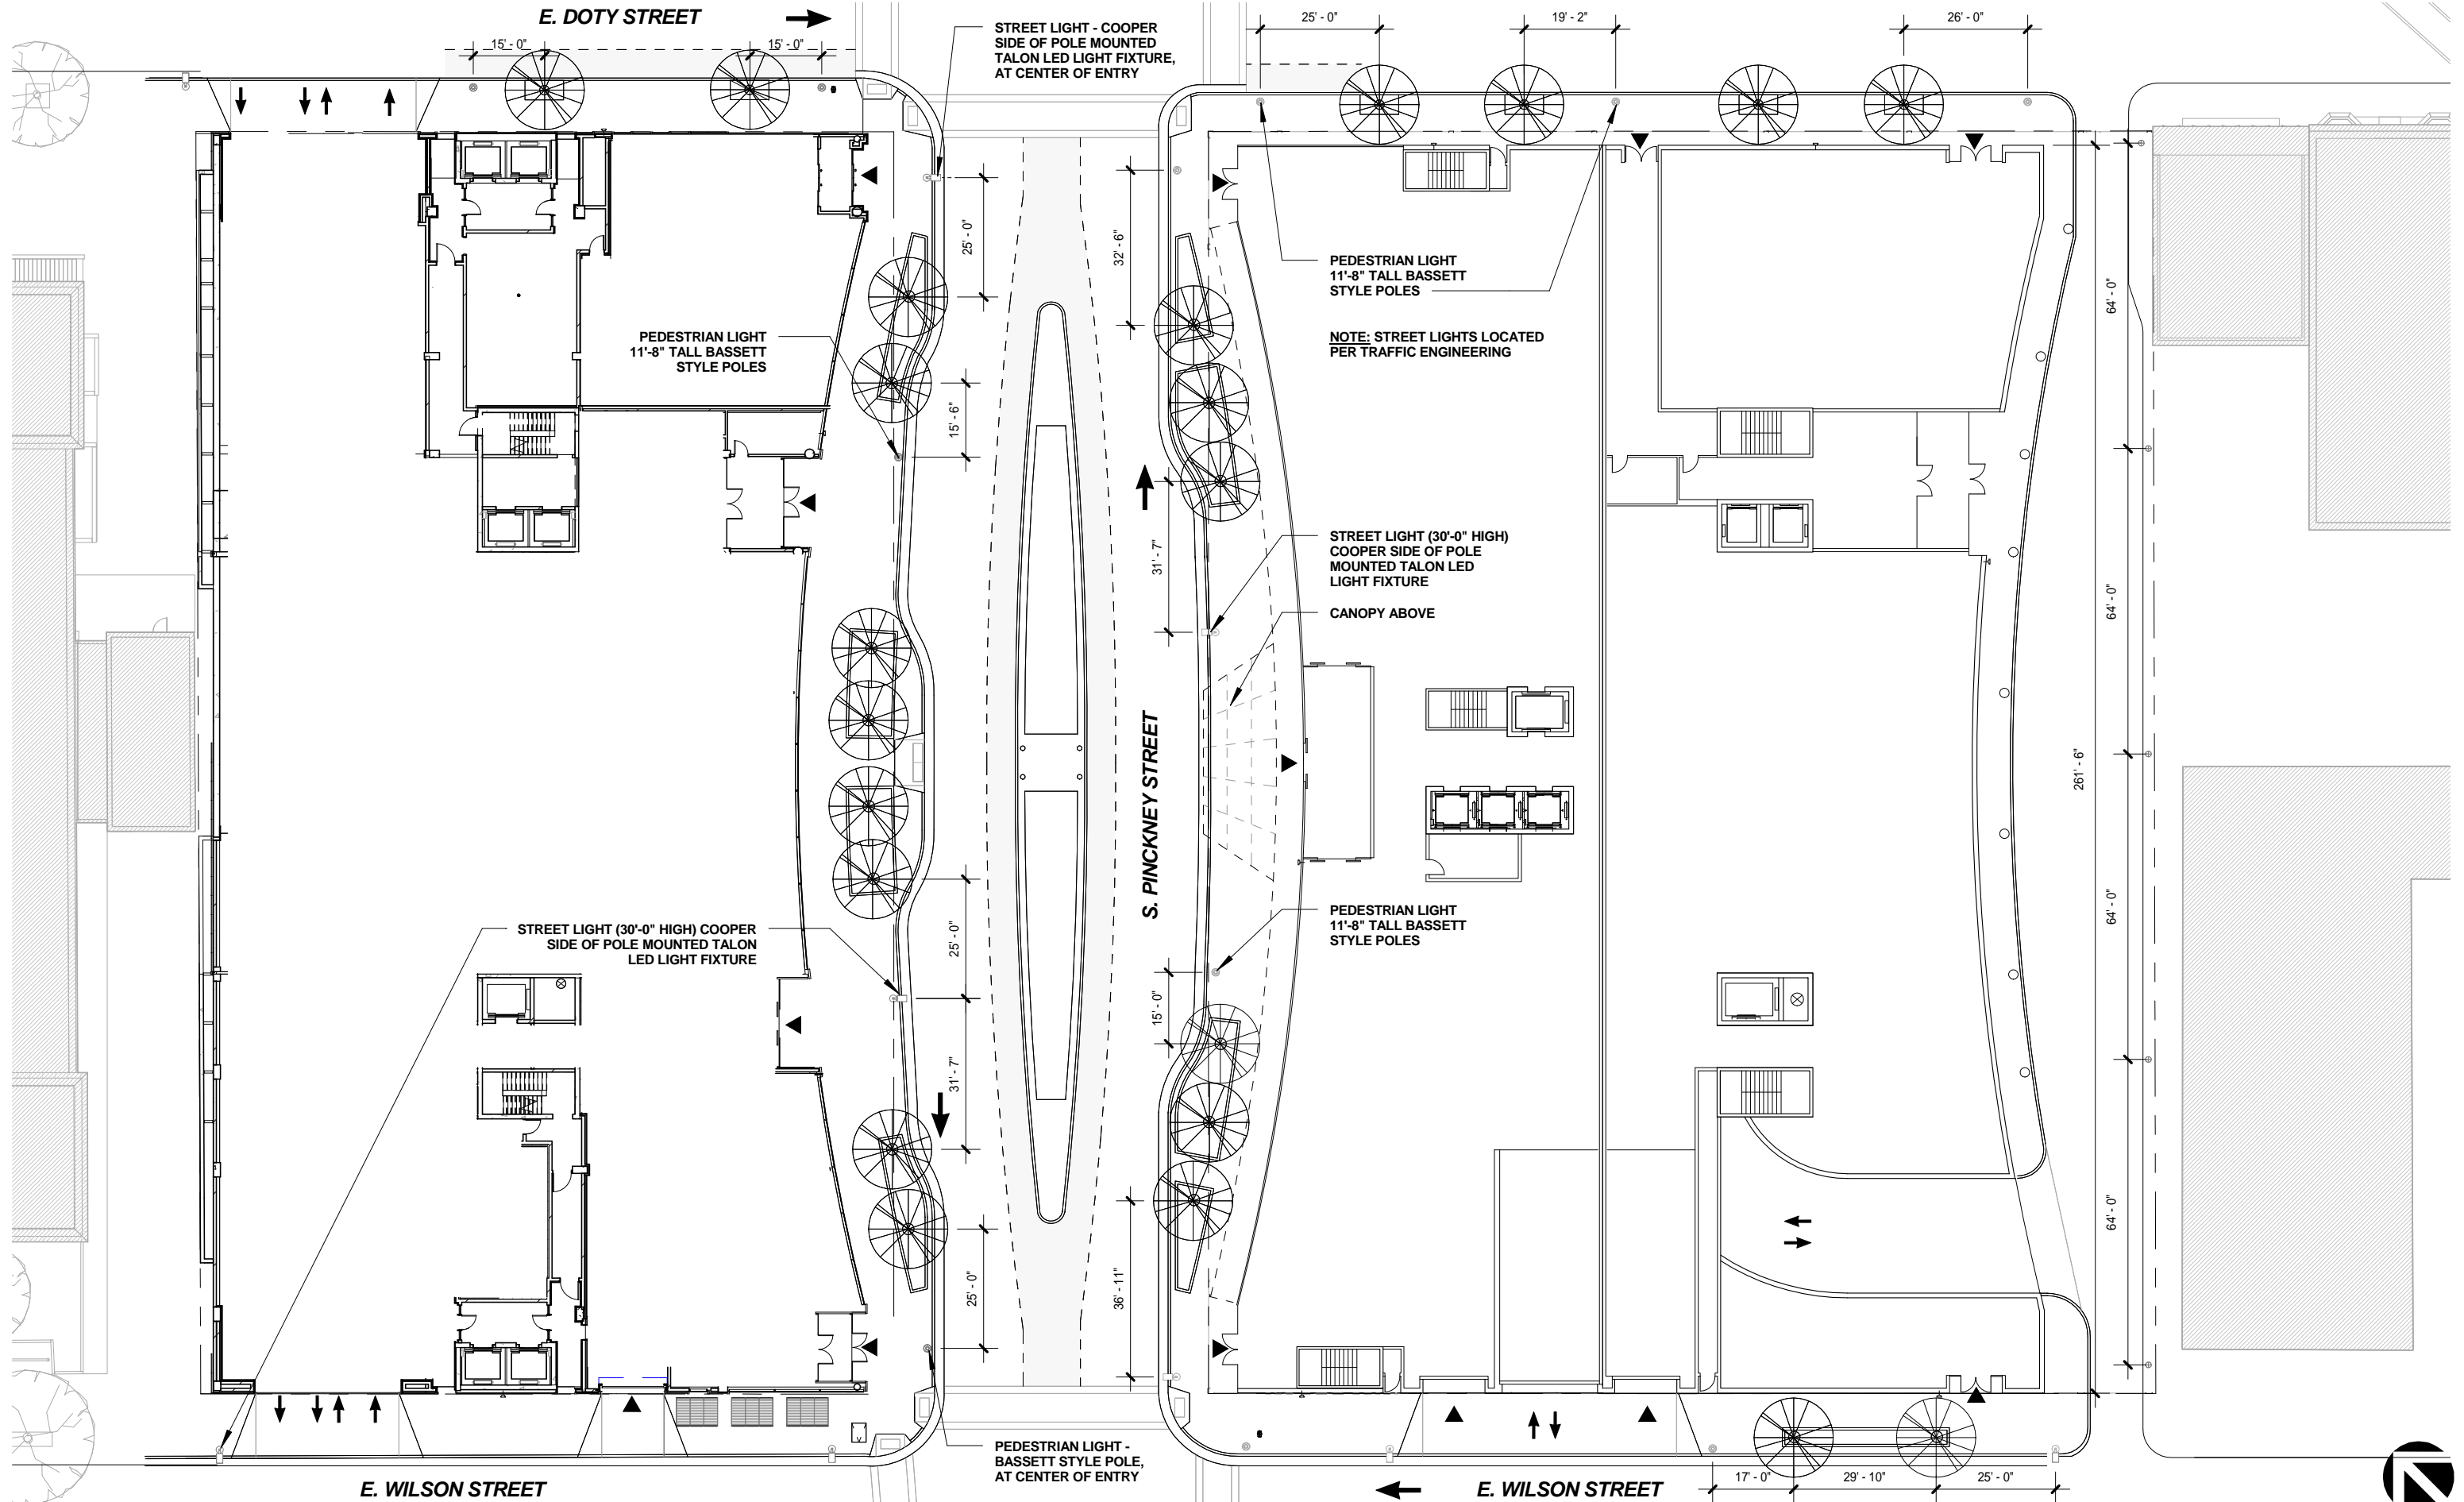 E. DOTY STREET
15' - 0"
15' - 0"
STREET LIGHT - COOPER
SIDE OF POLE MOUNTED
TALON LED LIGHT FIXTURE,
AT CENTER OF ENTRY
25' - 0"
19' - 2"
26' - 0"
25' - 0"
32' - 6"
PEDESTRIAN LIGHT
11'-8" TALL BASSETT
STYLE POLES
NOTE: STREET LIGHTS LOCATED
PER TRAFFIC ENGINEERING
64' - 0"
PEDESTRIAN LIGHT
11'-8" TALL BASSETT
STYLE POLES
15' - 6"
31' - 7"
STREET LIGHT (30'-0" HIGH)
COOPER SIDE OF POLE
MOUNTED TALON LED
LIGHT FIXTURE
CANOPY ABOVE
64' - 0"
S. PINCKNEY STREET
261' - 6"
STREET LIGHT (30'-0" HIGH) COOPER
SIDE OF POLE MOUNTED TALON
LED LIGHT FIXTURE
25' - 0"
PEDESTRIAN LIGHT
11'-8" TALL BASSETT
STYLE POLES
64' - 0"
15' - 0"
31' - 7"
25' - 0"
36' - 11"
64' - 0"
PEDESTRIAN LIGHT -
BASSETT STYLE POLE,
AT CENTER OF ENTRY
E. WILSON STREET
E. WILSON STREET
17' - 0"
29' - 10"
25' - 0"